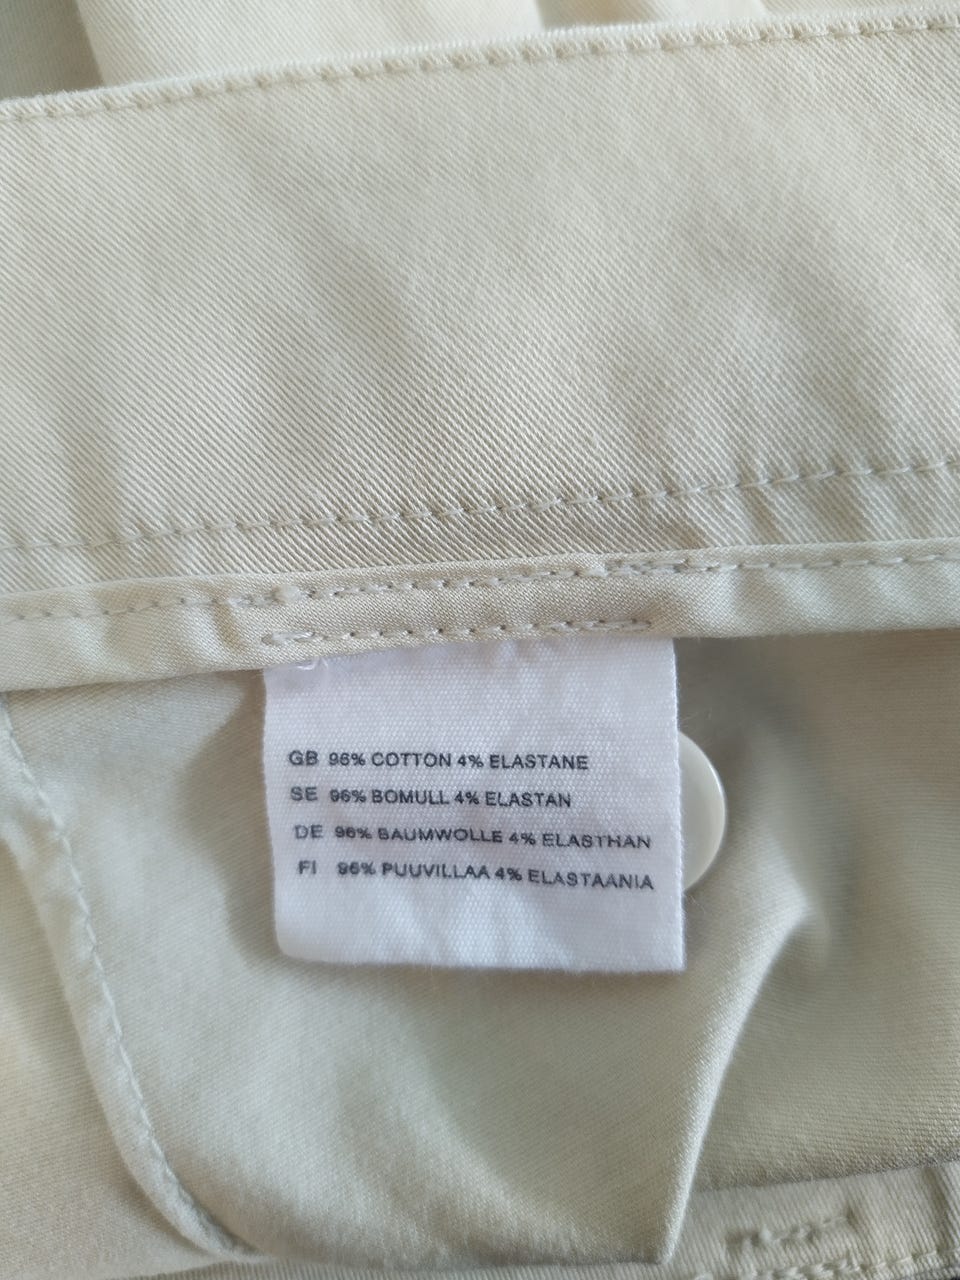 GB 96% COTTON 4% ELASTANE
SE 96% BOMULL 4% ELASTAN
DE 96% BAUMWOLLE 4% ELASTHAN
FI 96% PUUVILLAA 4% ELASTAANIA